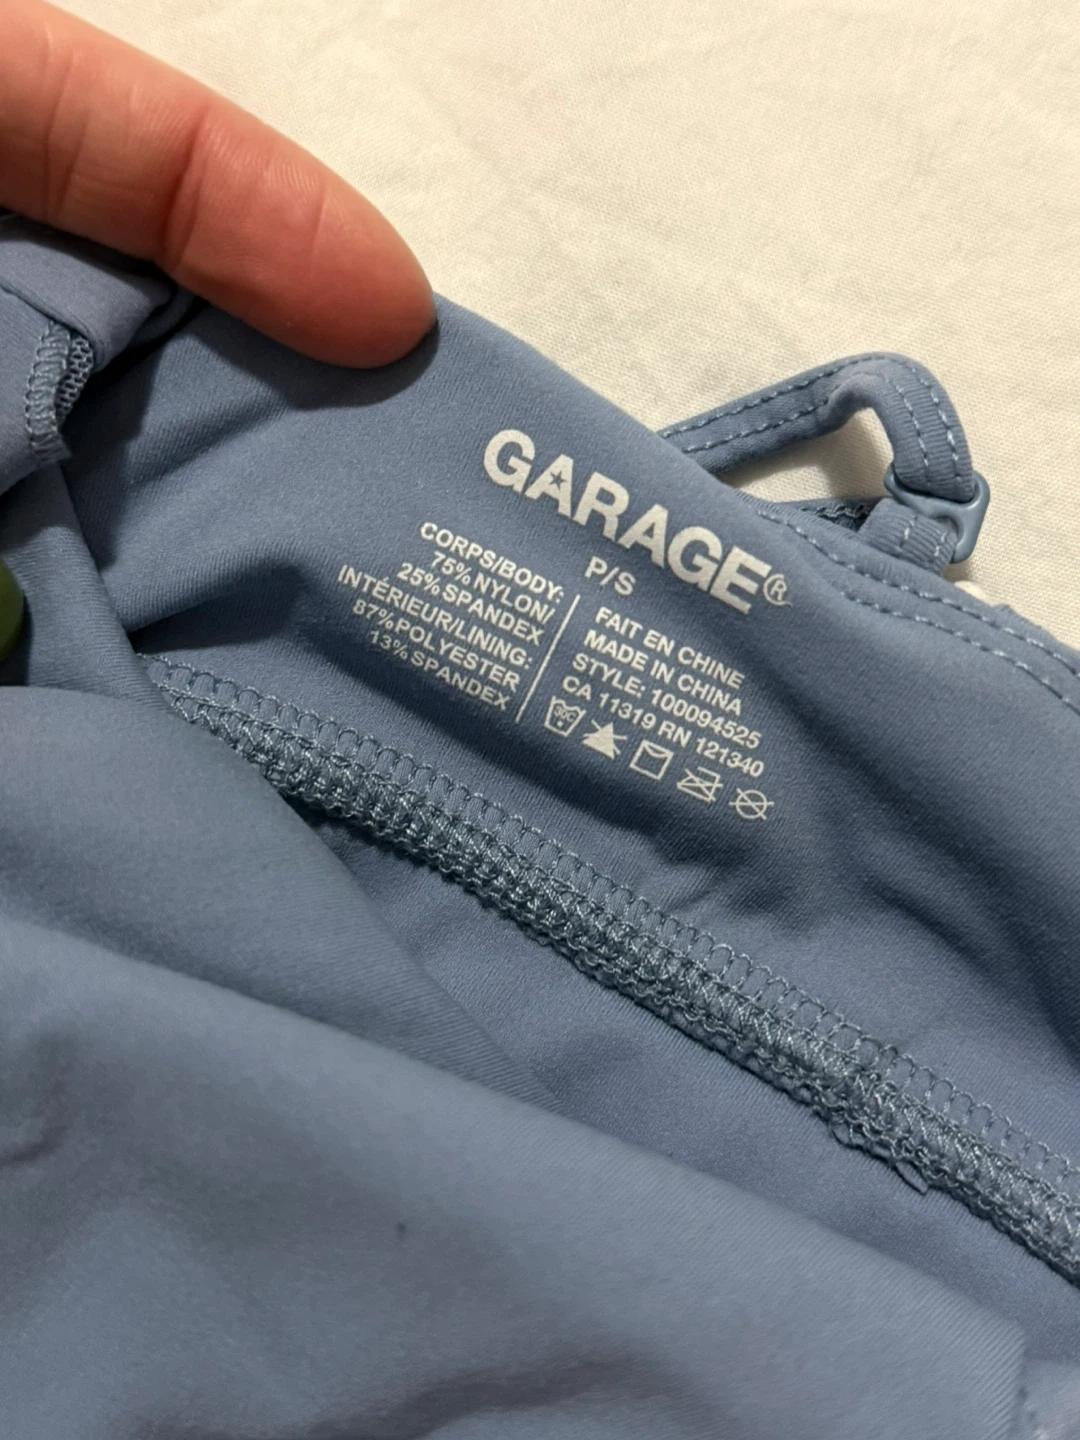 GARAGE®
P/S
CORPS/BODY:
75% NYLON/
25% SPANDEX
INTÉRIEUR/LINING:
87% POLYESTER
13% SPANDEX
FAIT EN CHINE
MADE IN CHINA
STYLE: 100094525
CA 11319 RN 121340
30C